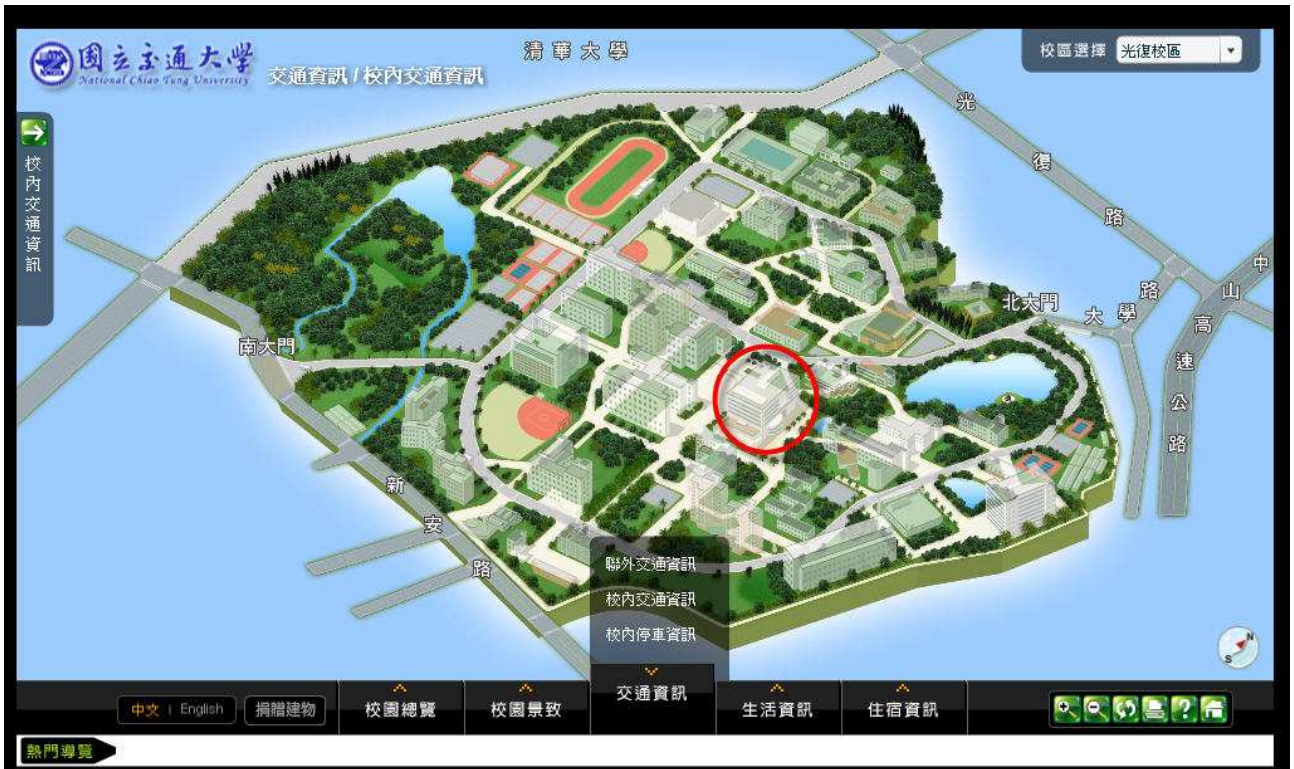 國立交通大學
National Chiao Tung University
交通資訊 / 校內交通資訊
清華大學
校區選擇 光復校區
校內交通資訊
光復路
中山高速公路
大學路
北大門
南大門
新安路
聯外交通資訊
校內交通資訊
校內停車資訊
N
S
中文 | English 捐贈建物 校園總覽 校園景致 交通資訊 生活資訊 住宿資訊
?
熱門導覽